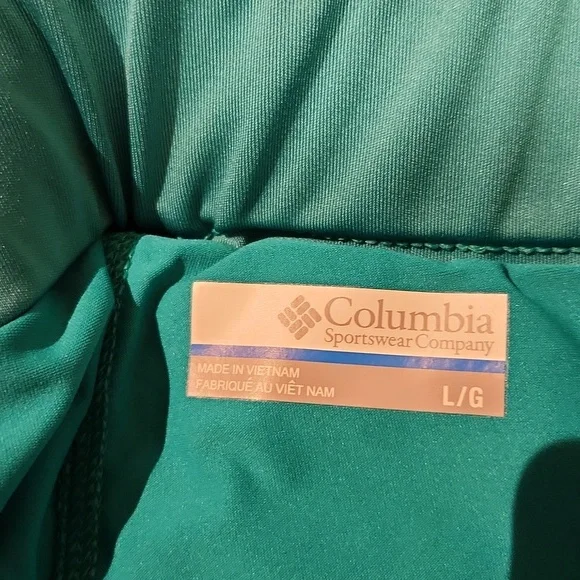 Columbia
Sportswear Company
MADE IN VIETNAM
FABRIQUÉ AU VIÊT NAM
L/G